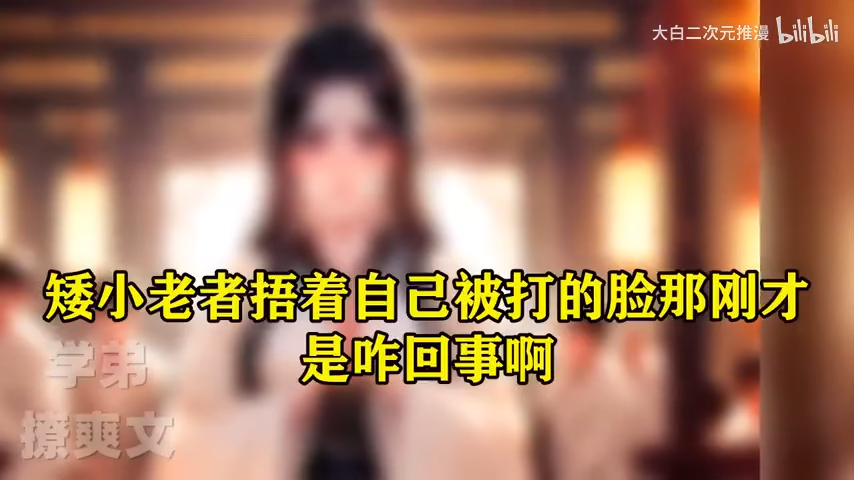 大白二次元推漫 bilibili
矮小老者捂着自己被打的脸那刚才
是咋回事啊
学弟
撩爽文